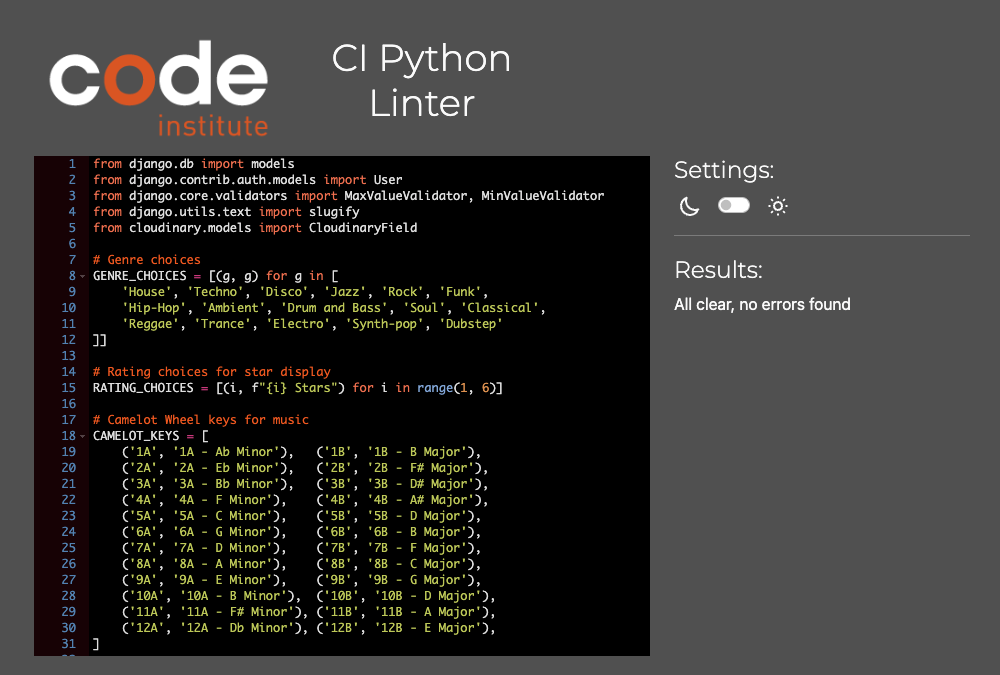 code
institute
CI Python
Linter
1 from django.db import models
2 from django.contrib.auth.models import User
3 from django.core.validators import MaxValueValidator, MinValueValidator
4 from django.utils.text import slugify
5 from cloudinary.models import CloudinaryField
6
7 # Genre choices
8 GENRE_CHOICES = [(g, g) for g in [
9     'House', 'Techno', 'Disco', 'Jazz', 'Rock', 'Funk',
10     'Hip-Hop', 'Ambient', 'Drum and Bass', 'Soul', 'Classical',
11     'Reggae', 'Trance', 'Electro', 'Synth-pop', 'Dubstep'
12 ]]
13
14 # Rating choices for star display
15 RATING_CHOICES = [(i, f"{i} Stars") for i in range(1, 6)]
16
17 # Camelot Wheel keys for music
18 CAMELOT_KEYS = [
19     ('1A', '1A - Ab Minor'),   ('1B', '1B - B Major'),
20     ('2A', '2A - Eb Minor'),   ('2B', '2B - F# Major'),
21     ('3A', '3A - Bb Minor'),   ('3B', '3B - D# Major'),
22     ('4A', '4A - F Minor'),    ('4B', '4B - A# Major'),
23     ('5A', '5A - C Minor'),    ('5B', '5B - D Major'),
24     ('6A', '6A - G Minor'),    ('6B', '6B - B Major'),
25     ('7A', '7A - D Minor'),    ('7B', '7B - F Major'),
26     ('8A', '8A - A Minor'),    ('8B', '8B - C Major'),
27     ('9A', '9A - E Minor'),    ('9B', '9B - G Major'),
28     ('10A', '10A - B Minor'),  ('10B', '10B - D Major'),
29     ('11A', '11A - F# Minor'), ('11B', '11B - A Major'),
30     ('12A', '12A - Db Minor'), ('12B', '12B - E Major'),
31 ]
Settings:
Results:
All clear, no errors found